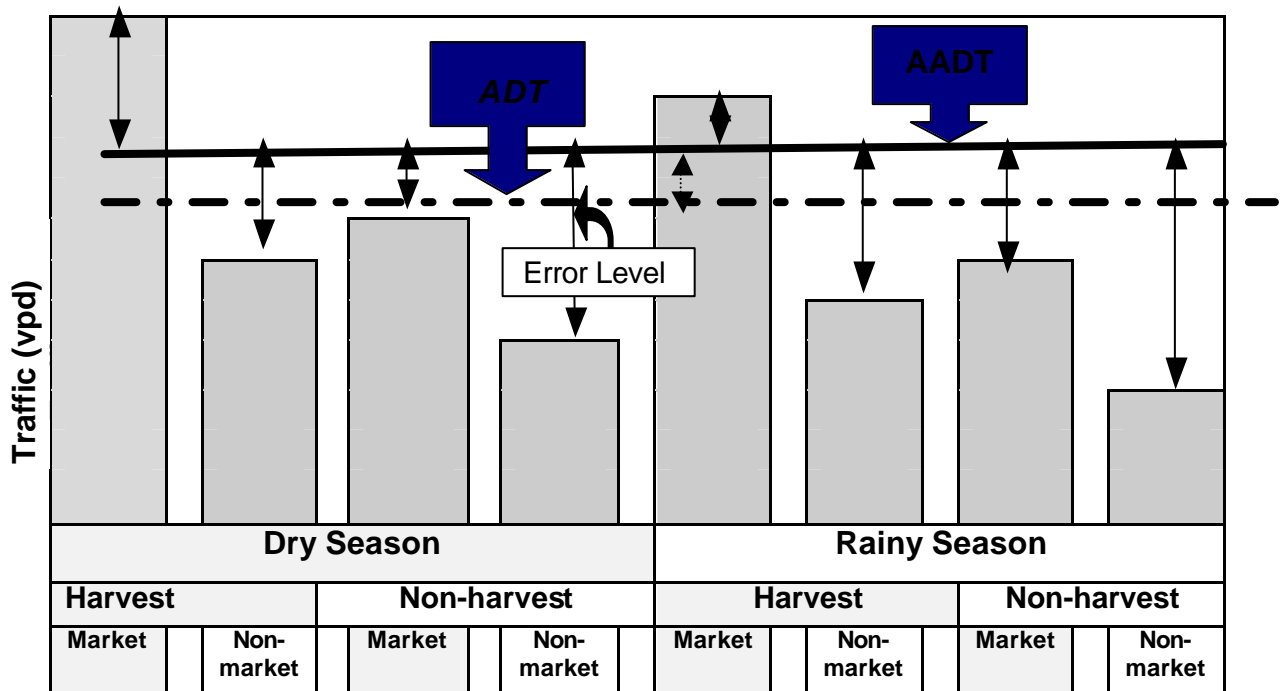 ADT
AADT
Error Level
Traffic (vpd)
Dry Season
Rainy Season
Harvest
Non-harvest
Harvest
Non-harvest
Market
Non-
market
Market
Non-
market
Market
Non-
market
Market
Non-
market